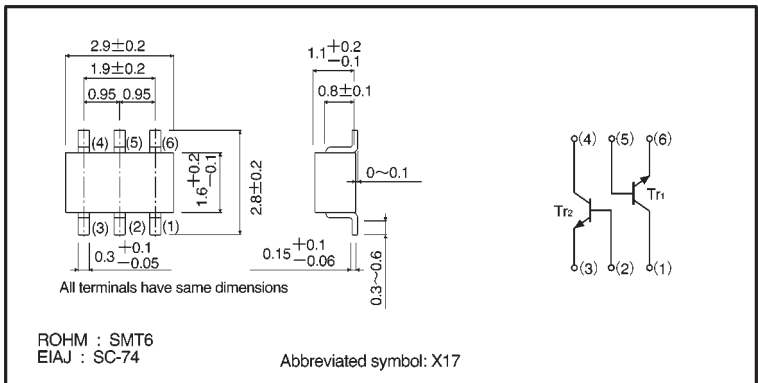 2.9±0.2
1.9±0.2
0.95 0.95
(4) (5) (6)
1.6+0.2−0.1
2.8±0.2
(3) (2) (1)
0.3+0.1−0.05
All terminals have same dimensions
1.1+0.2−0.1
0.8±0.1
0～0.1
0.15+0.1−0.06
0.3～0.6
(4) (5) (6)
Tr1
Tr2
(3) (2) (1)
ROHM : SMT6
EIAJ : SC-74
Abbreviated symbol: X17